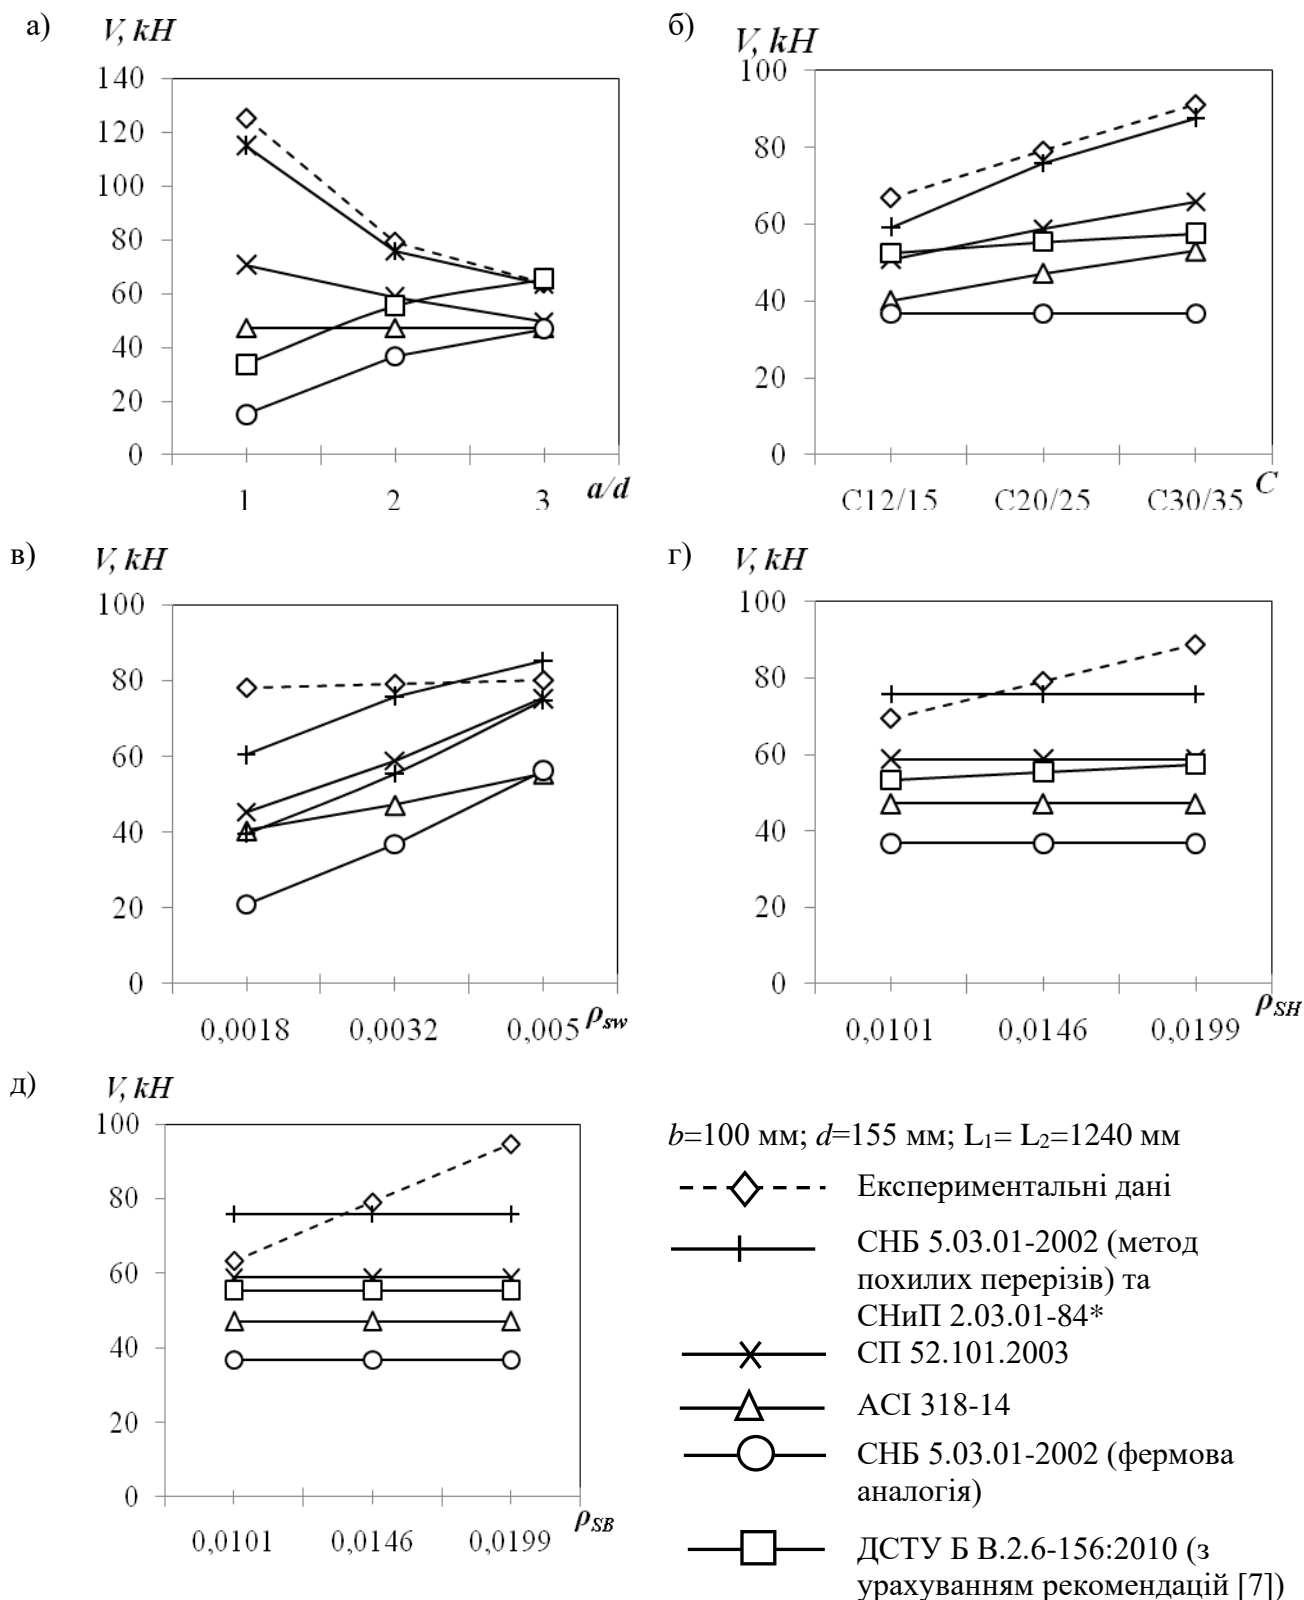 а)
V, kH
140
120
100
80
60
40
20
0
1 2 3 a/d
б)
V, kH
100
80
60
40
20
0
C12/15 C20/25 C30/35 C
в)
V, kH
100
80
60
40
20
0
0,0018 0,0032 0,005 ρsw
г)
V, kH
100
80
60
40
20
0
0,0101 0,0146 0,0199 ρSH
д)
V, kH
100
80
60
40
20
0
0,0101 0,0146 0,0199 ρSB
b=100 мм; d=155 мм; L1= L2=1240 мм
Експериментальні дані
СНБ 5.03.01-2002 (метод
похилих перерізів) та
СНиП 2.03.01-84*
СП 52.101.2003
ACI 318-14
СНБ 5.03.01-2002 (фермова
аналогія)
ДСТУ Б В.2.6-156:2010 (з
урахуванням рекомендацій [7])